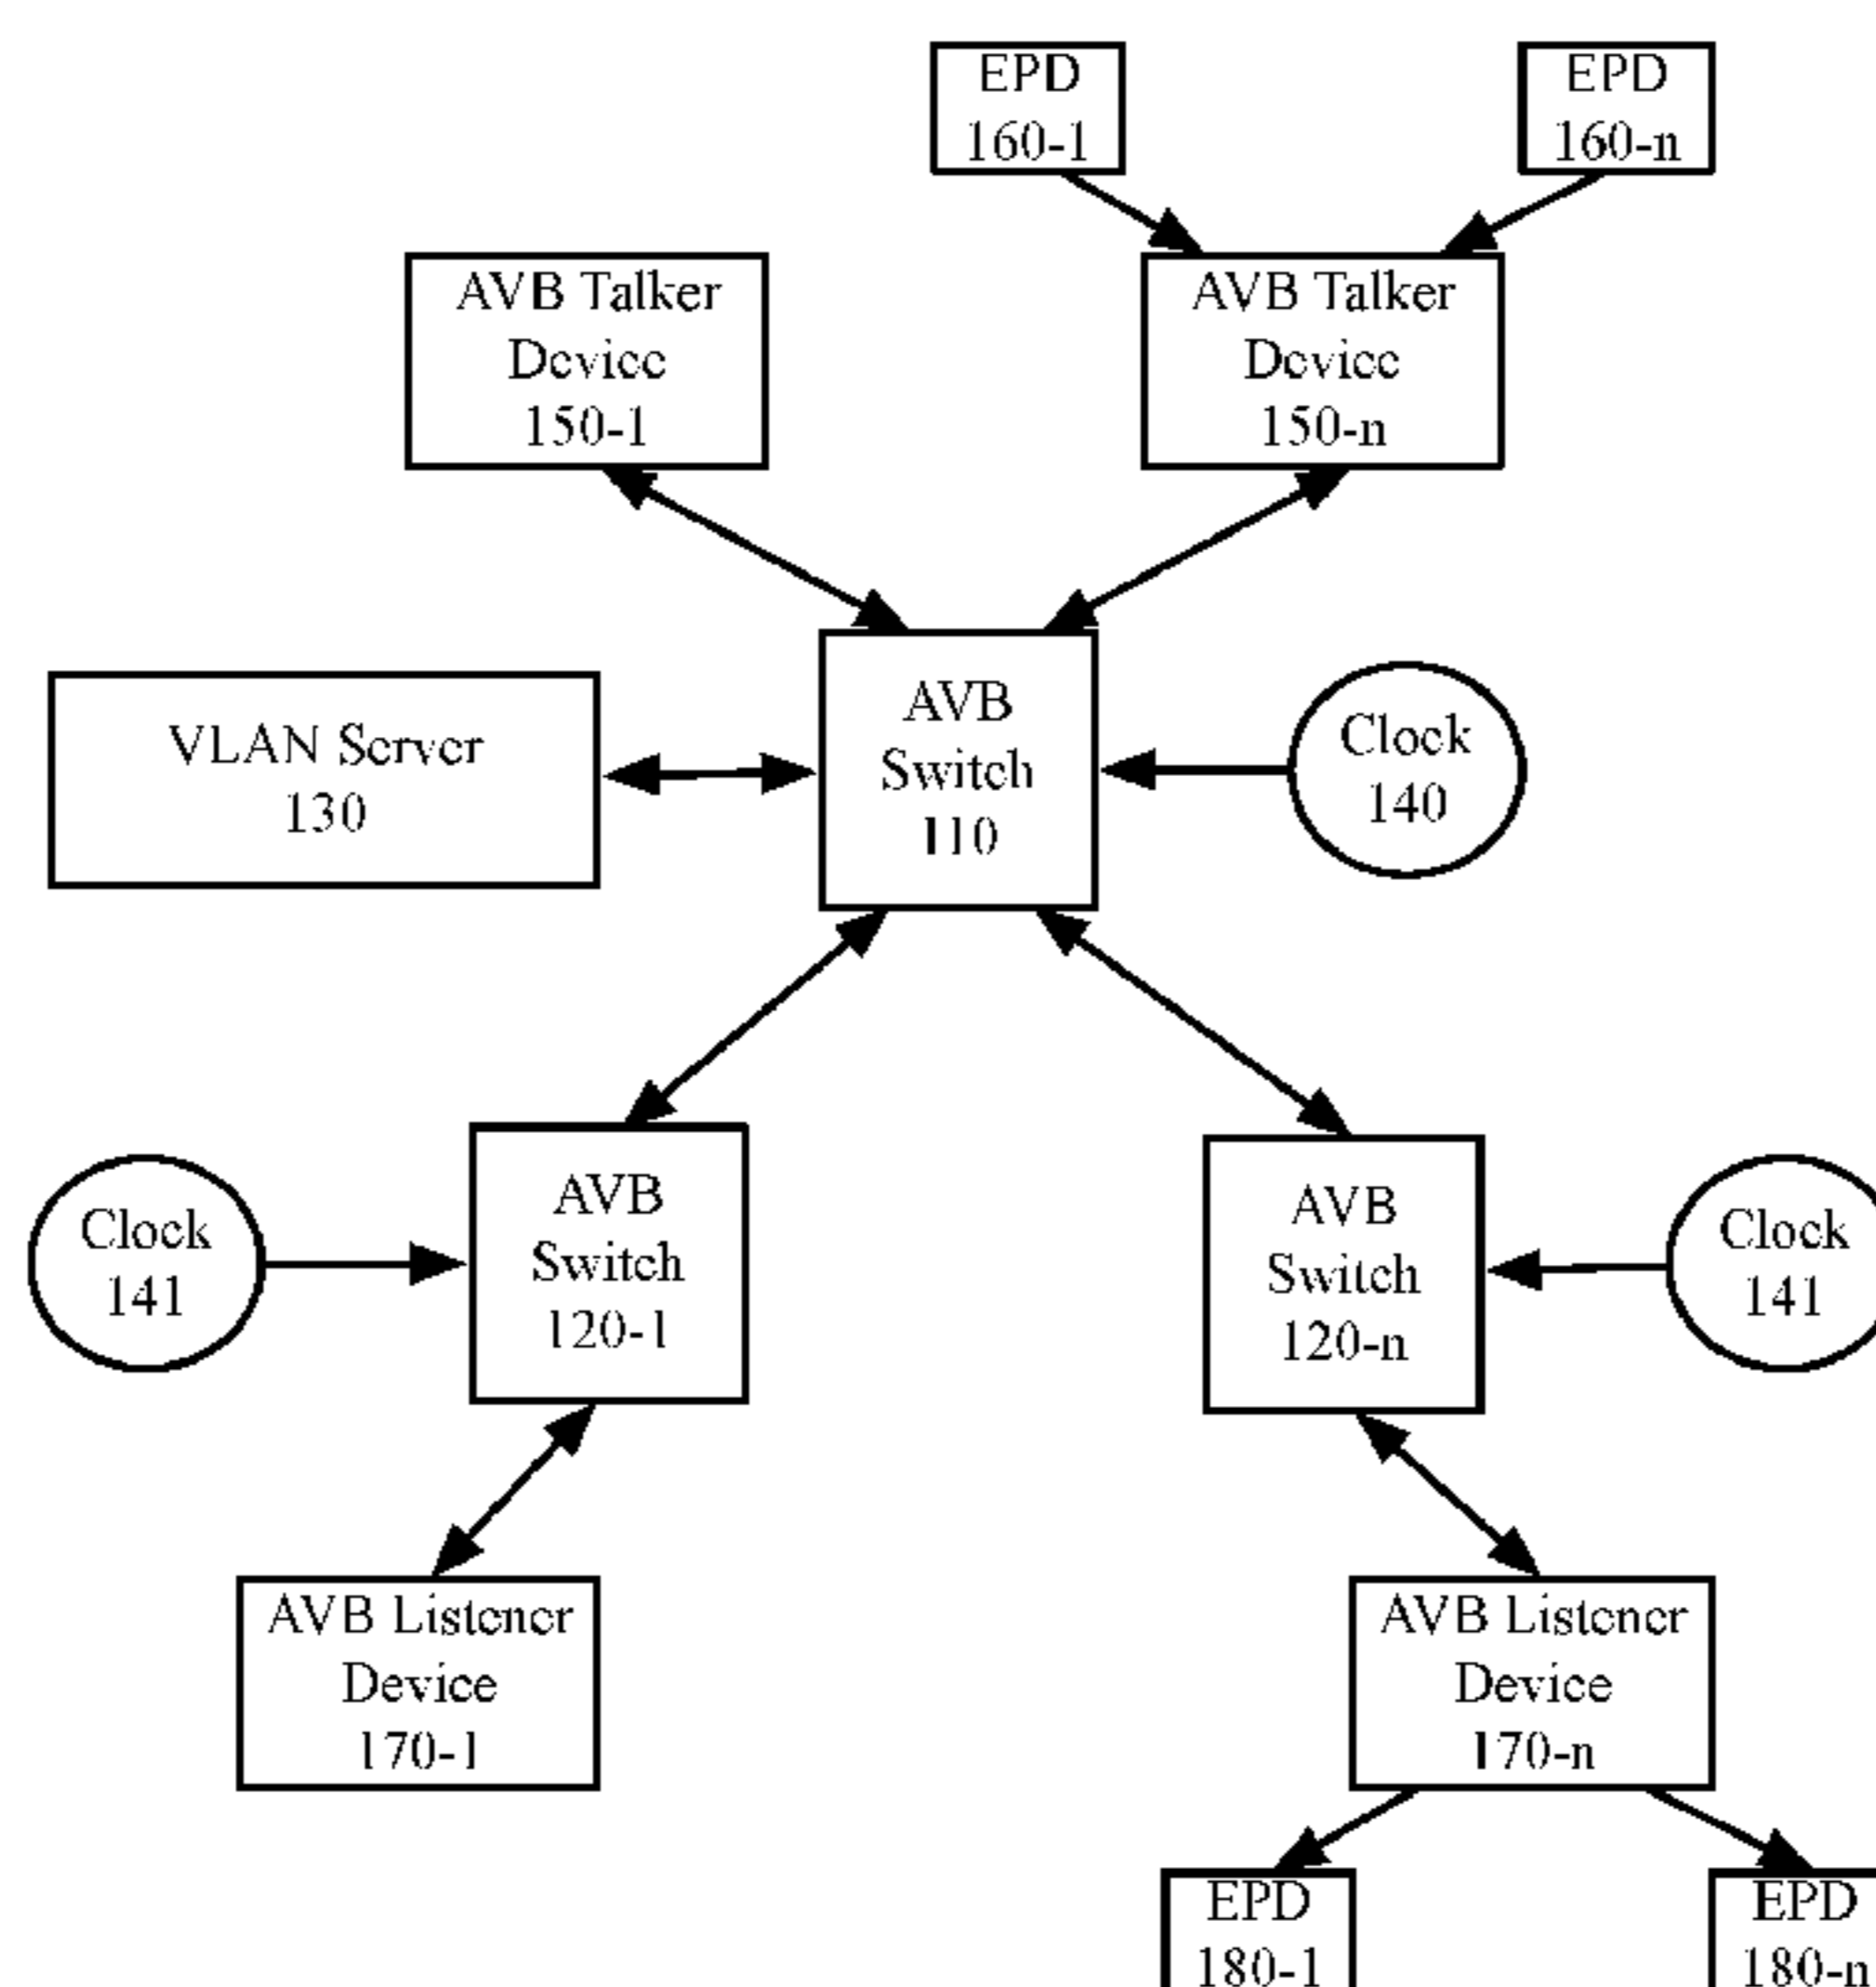 EPD
160-1
EPD
160-n
AVB Talker
Device
150-1
AVB Talker
Device
150-n
VLAN Server
130
AVB
Switch
110
Clock
140
Clock
141
AVB
Switch
120-1
AVB
Switch
120-n
Clock
141
AVB Listener
Device
170-1
AVB Listener
Device
170-n
EPD
180-1
EPD
180-n